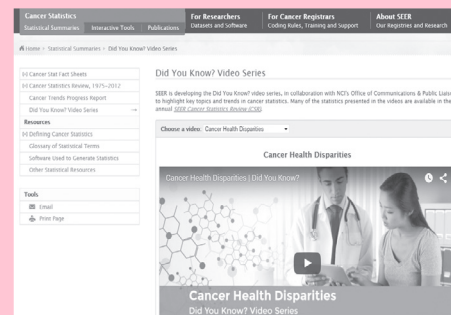 Cancer Statistics
Statistical Summaries Interactive Tools Publications
For Researchers
Datasets and Software
For Cancer Registrars
Coding Rules, Training and Support
About SEER
Our Registries and Research
Home > Statistical Summaries > Did You Know? Video Series
[+] Cancer Stat Fact Sheets
[+] Cancer Statistics Review, 1975-2012
Cancer Trends Progress Report
Did You Know? Video Series →
Resources
[+] Defining Cancer Statistics
Glossary of Statistical Terms
Software Used to Generate Statistics
Other Statistical Resources
Tools
Email
Print Page
Did You Know? Video Series
SEER is developing the Did You Know? video series, in collaboration with NCI's Office of Communications & Public Liais
to highlight key topics and trends in cancer statistics. Many of the statistics presented in the videos are available in the
annual SEER Cancer Statistics Review (CSR).
Choose a video: Cancer Health Disparities
Cancer Health Disparities
Cancer Health Disparities | Did You Know?
Cancer Health Disparities
Did You Know? Video Series